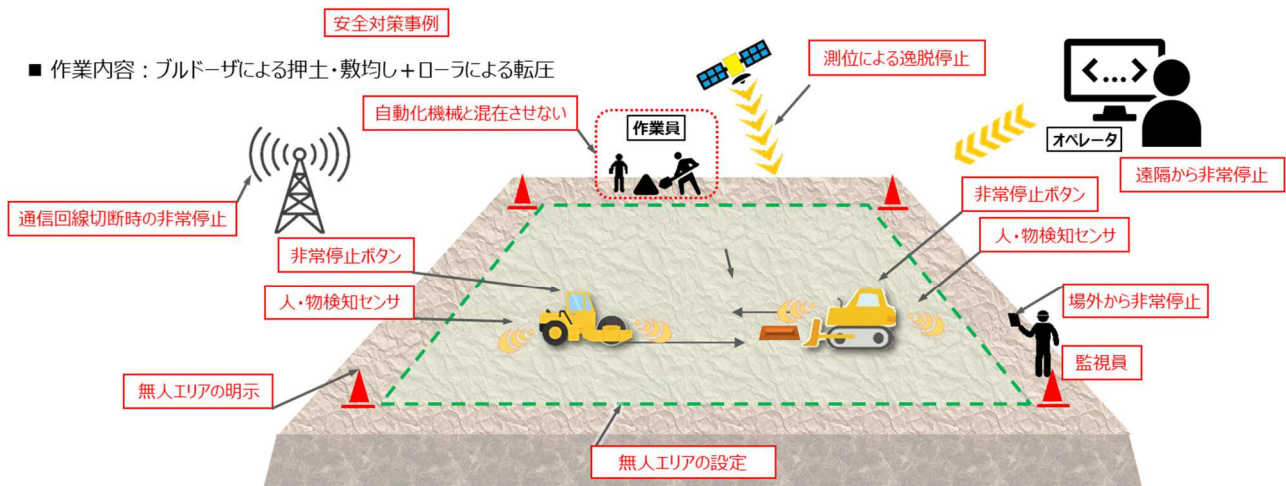 安全対策事例
■ 作業内容：ブルドーザによる押土・敷均し＋ローラによる転圧
測位による逸脱停止
<...>
自動化機械と混在させない
作業員
オペレータ
遠隔から非常停止
通信回線切断時の非常停止
非常停止ボタン
人・物検知センサ
非常停止ボタン
人・物検知センサ
場外から非常停止
監視員
無人エリアの明示
無人エリアの設定